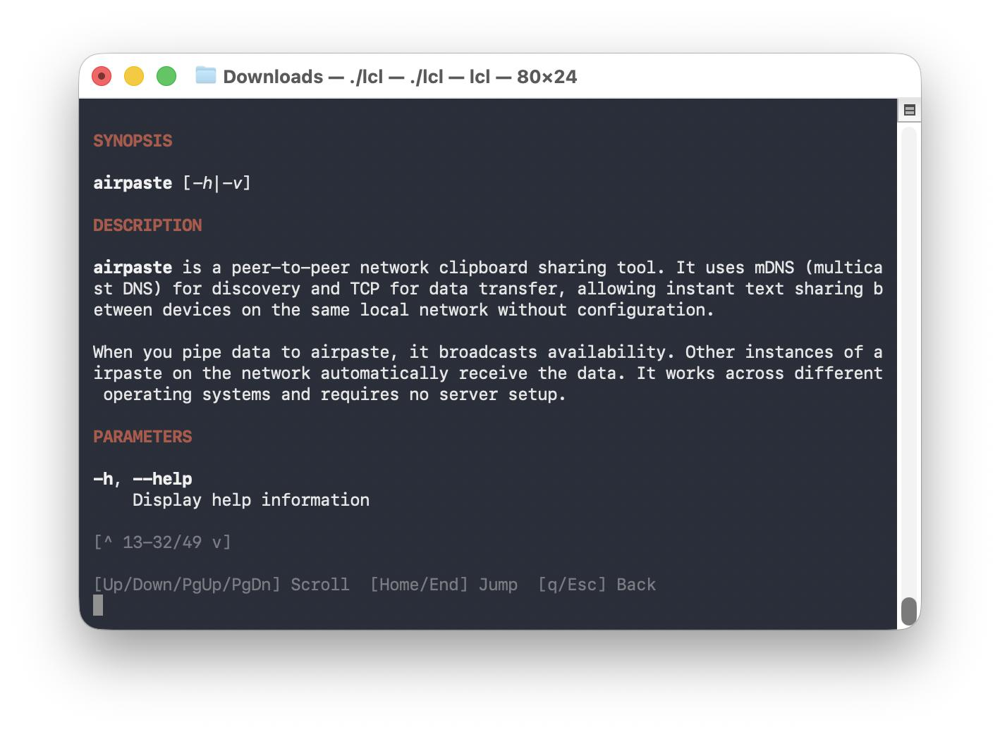 Downloads — ./lcl — ./lcl — lcl — 80×24
SYNOPSIS
airpaste [-h|-v]
DESCRIPTION
airpaste is a peer-to-peer network clipboard sharing tool. It uses mDNS (multica
st DNS) for discovery and TCP for data transfer, allowing instant text sharing b
etween devices on the same local network without configuration.
When you pipe data to airpaste, it broadcasts availability. Other instances of a
irpaste on the network automatically receive the data. It works across different
 operating systems and requires no server setup.
PARAMETERS
-h, --help
    Display help information
[^ 13-32/49 v]
[Up/Down/PgUp/PgDn] Scroll  [Home/End] Jump  [q/Esc] Back